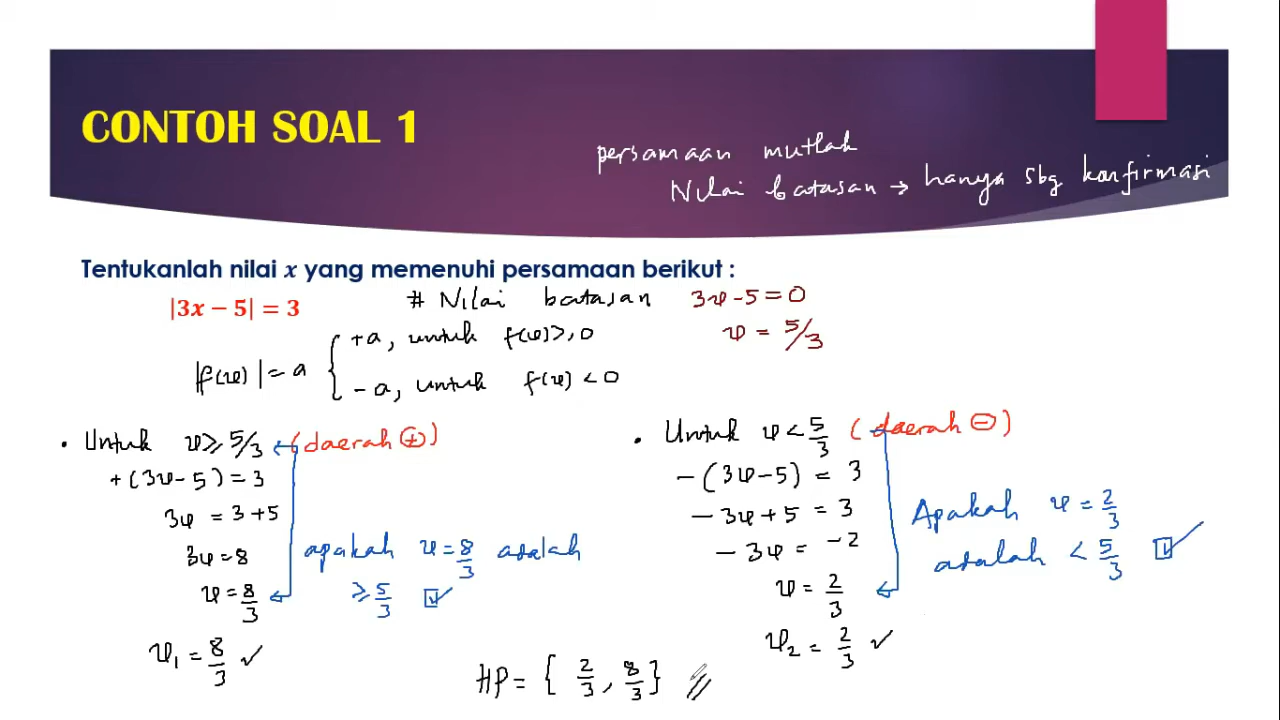 CONTOH SOAL 1
persamaan mutlak
Nilai batasan → hanya sbg konfirmasi
Tentukanlah nilai x yang memenuhi persamaan berikut :
|3x − 5| = 3
# Nilai batasan 3x-5=0
x = 5/3
|f(x)| = a { +a, untuk f(x) ≥ 0
-a, untuk f(x) < 0
• Untuk x ≥ 5/3 (daerah ⊕)
+(3x-5) = 3
3x = 3+5
3x = 8
x = 8/3
apakah x = 8/3 adalah
≥ 5/3 ☑
x₁ = 8/3 ✓
• Untuk x < 5/3 (daerah ⊖)
-(3x-5) = 3
-3x+5 = 3
-3x = -2
x = 2/3
Apakah x = 2/3
adalah < 5/3 ☑
x₂ = 2/3 ✓
HP = { 2/3, 8/3 } //